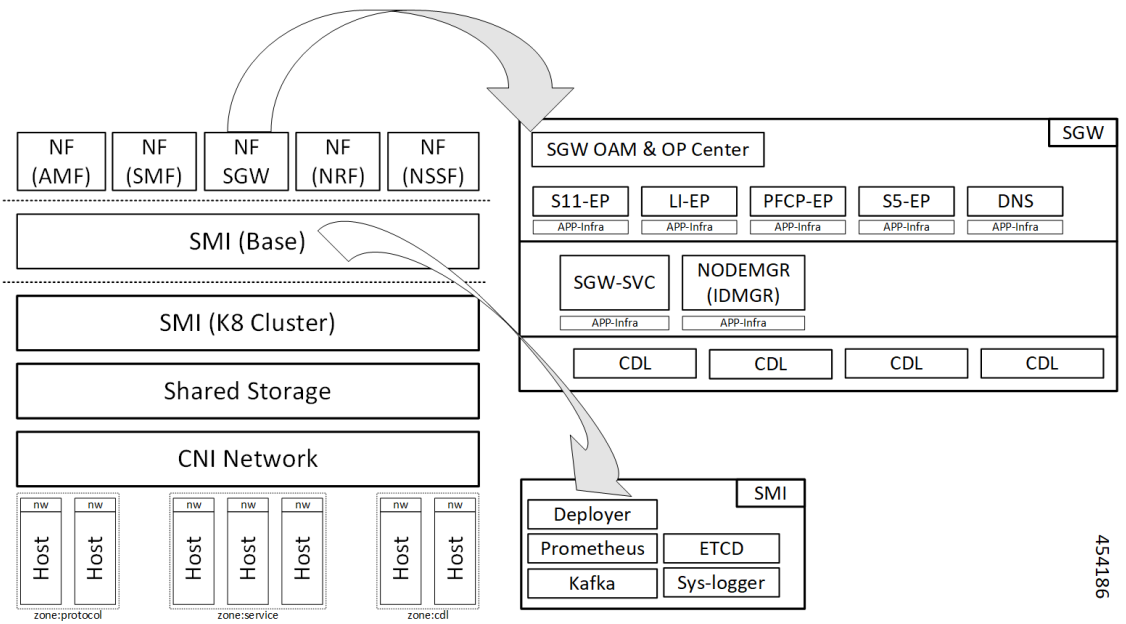 NF
(AMF)
NF
(SMF)
NF
SGW
NF
(NRF)
NF
(NSSF)
SMI (Base)
SMI (K8 Cluster)
Shared Storage
CNI Network
nw
nw
nw
nw
nw
nw
nw
Host
Host
Host
Host
Host
Host
Host
zone:protocol
zone:service
zone:cdl
SGW
SGW OAM & OP Center
S11-EP
LI-EP
PFCP-EP
S5-EP
DNS
APP-Infra
APP-Infra
APP-Infra
APP-Infra
APP-Infra
SGW-SVC
NODEMGR
(IDMGR)
APP-Infra
APP-Infra
CDL
CDL
CDL
CDL
SMI
Deployer
Prometheus
ETCD
Kafka
Sys-logger
454186